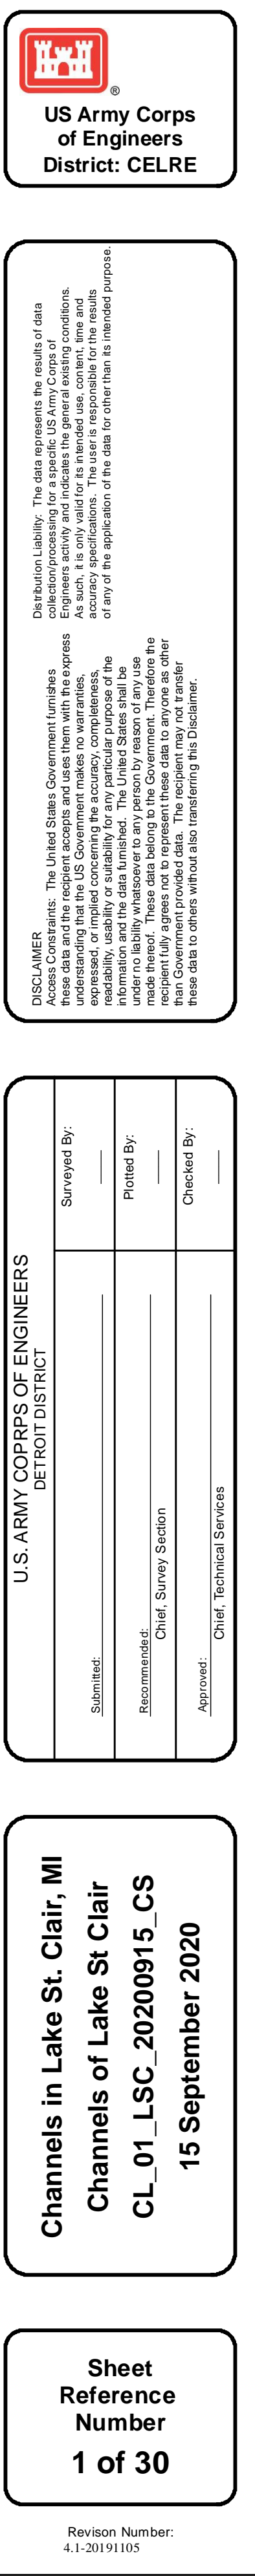 ®
US Army Corps
of Engineers
District: CELRE
DISCLAIMER
Access Constraints: The United States Government furnishes
these data and the recipient accepts and uses them with the express
understanding that the US Government makes no warranties,
expressed, or implied concerning the accuracy, completeness,
readability, usability or suitability for any particular purpose of the
information and the data furnished. The United States shall be
under no liability whatsoever to any person by reason of any use
made thereof. These data belong to the Government. Therefore the
recipient fully agrees not to represent these data to anyone as other
than Government provided data. The recipient may not transfer
these data to others without also transferring this Disclaimer.
Distribution Liability: The data represents the results of data
collection/processing for a specific US Army Corps of
Engineers activity and indicates the general existing conditions.
As such, it is only valid for its intended use, content, time and
accuracy specifications. The user is responsible for the results
of any of the application of the data for other than its intended purpose.
U.S. ARMY COPRPS OF ENGINEERS
DETROIT DISTRICT
Submitted:
Surveyed By:
Recommended:
Chief, Survey Section
Plotted By:
Approved:
Chief, Technical Services
Checked By:
Channels in Lake St. Clair, MI
Channels of Lake St Clair
CL_01_LSC_20200915_CS
15 September 2020
Sheet
Reference
Number
1 of 30
Revison Number:
4.1-20191105